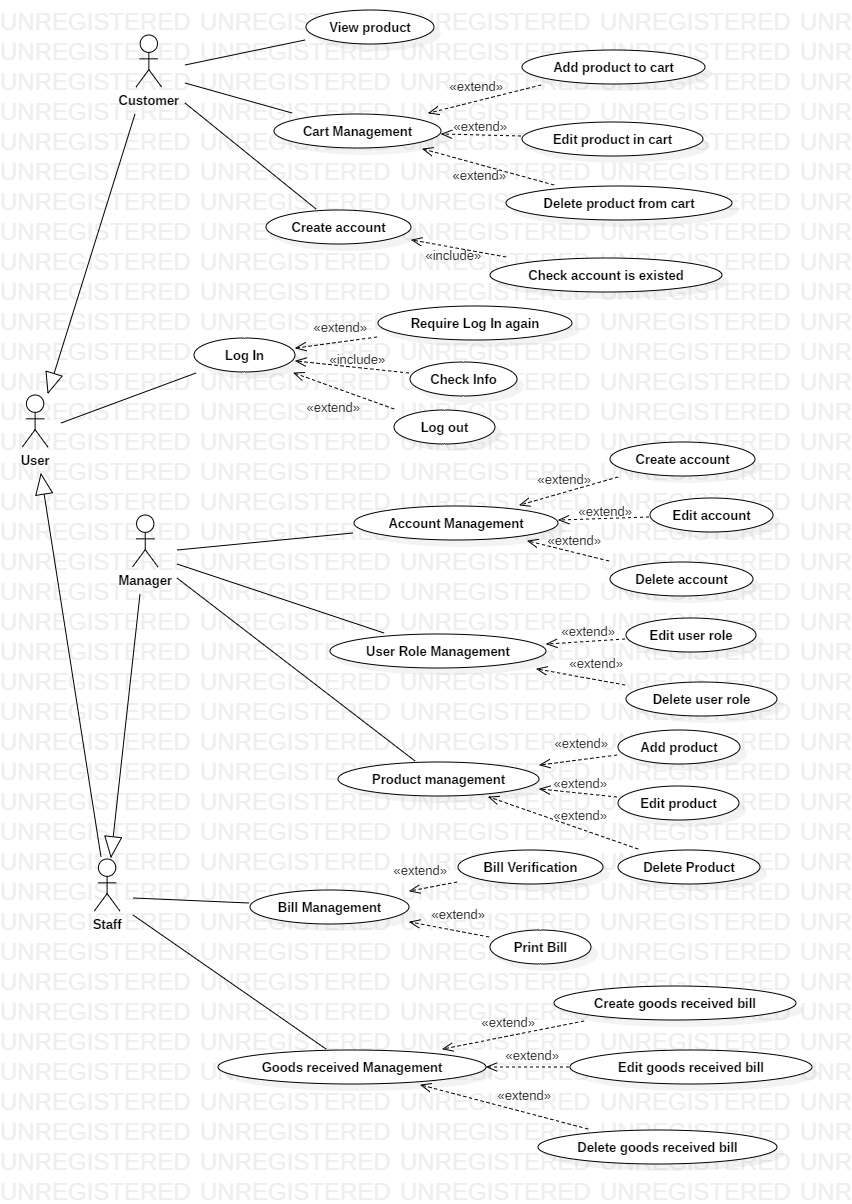 View product
Customer
Add product to cart
«extend»
Cart Management
«extend»
Edit product in cart
«extend»
Delete product from cart
Create account
«include»
Check account is existed
Require Log In again
«extend»
Log In
«include»
Check Info
«extend»
Log out
User
Create account
«extend»
Account Management
«extend»
Edit account
«extend»
Delete account
Manager
Edit user role
«extend»
User Role Management
«extend»
Delete user role
Add product
«extend»
Product management
«extend»
Edit product
«extend»
Delete Product
Bill Verification
«extend»
Bill Management
«extend»
Print Bill
Staff
Create goods received bill
«extend»
Goods received Management
«extend»
Edit goods received bill
«extend»
Delete goods received bill
UNREGISTERED UNREGISTERED UNREGISTERED UNREGISTERED UNR